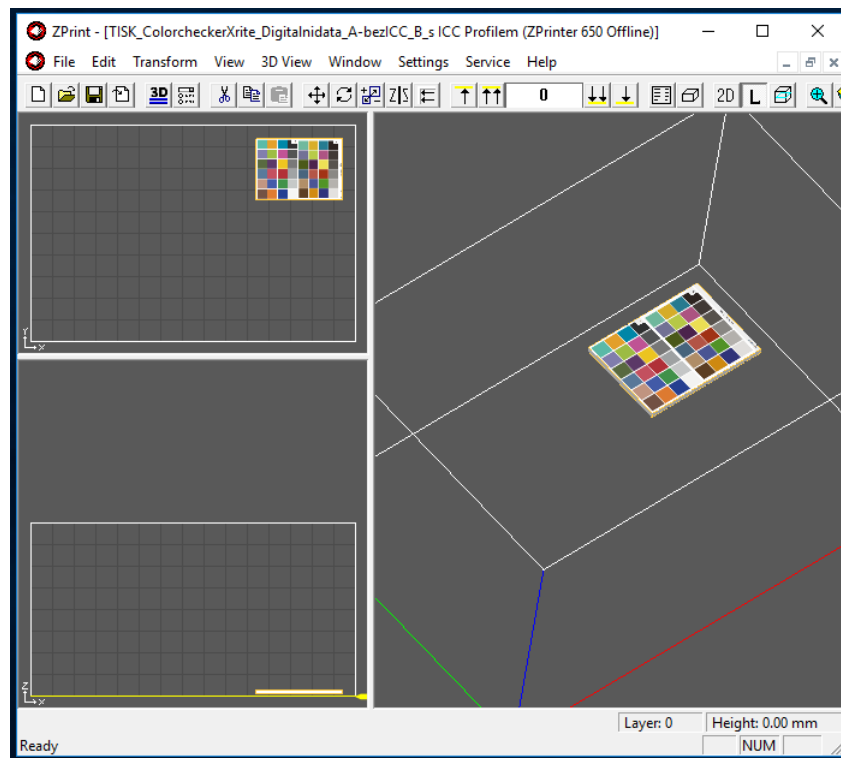 ZPrint - [TISK_ColorcheckerXrite_Digitalnidata_A-bezICC_B_s ICC Profilem (ZPrinter 650 Offline)]
File Edit Transform View 3D View Window Settings Service Help
3D Z|S 0 2D L
Y
X
Z
X
Layer: 0 Height: 0.00 mm
Ready NUM